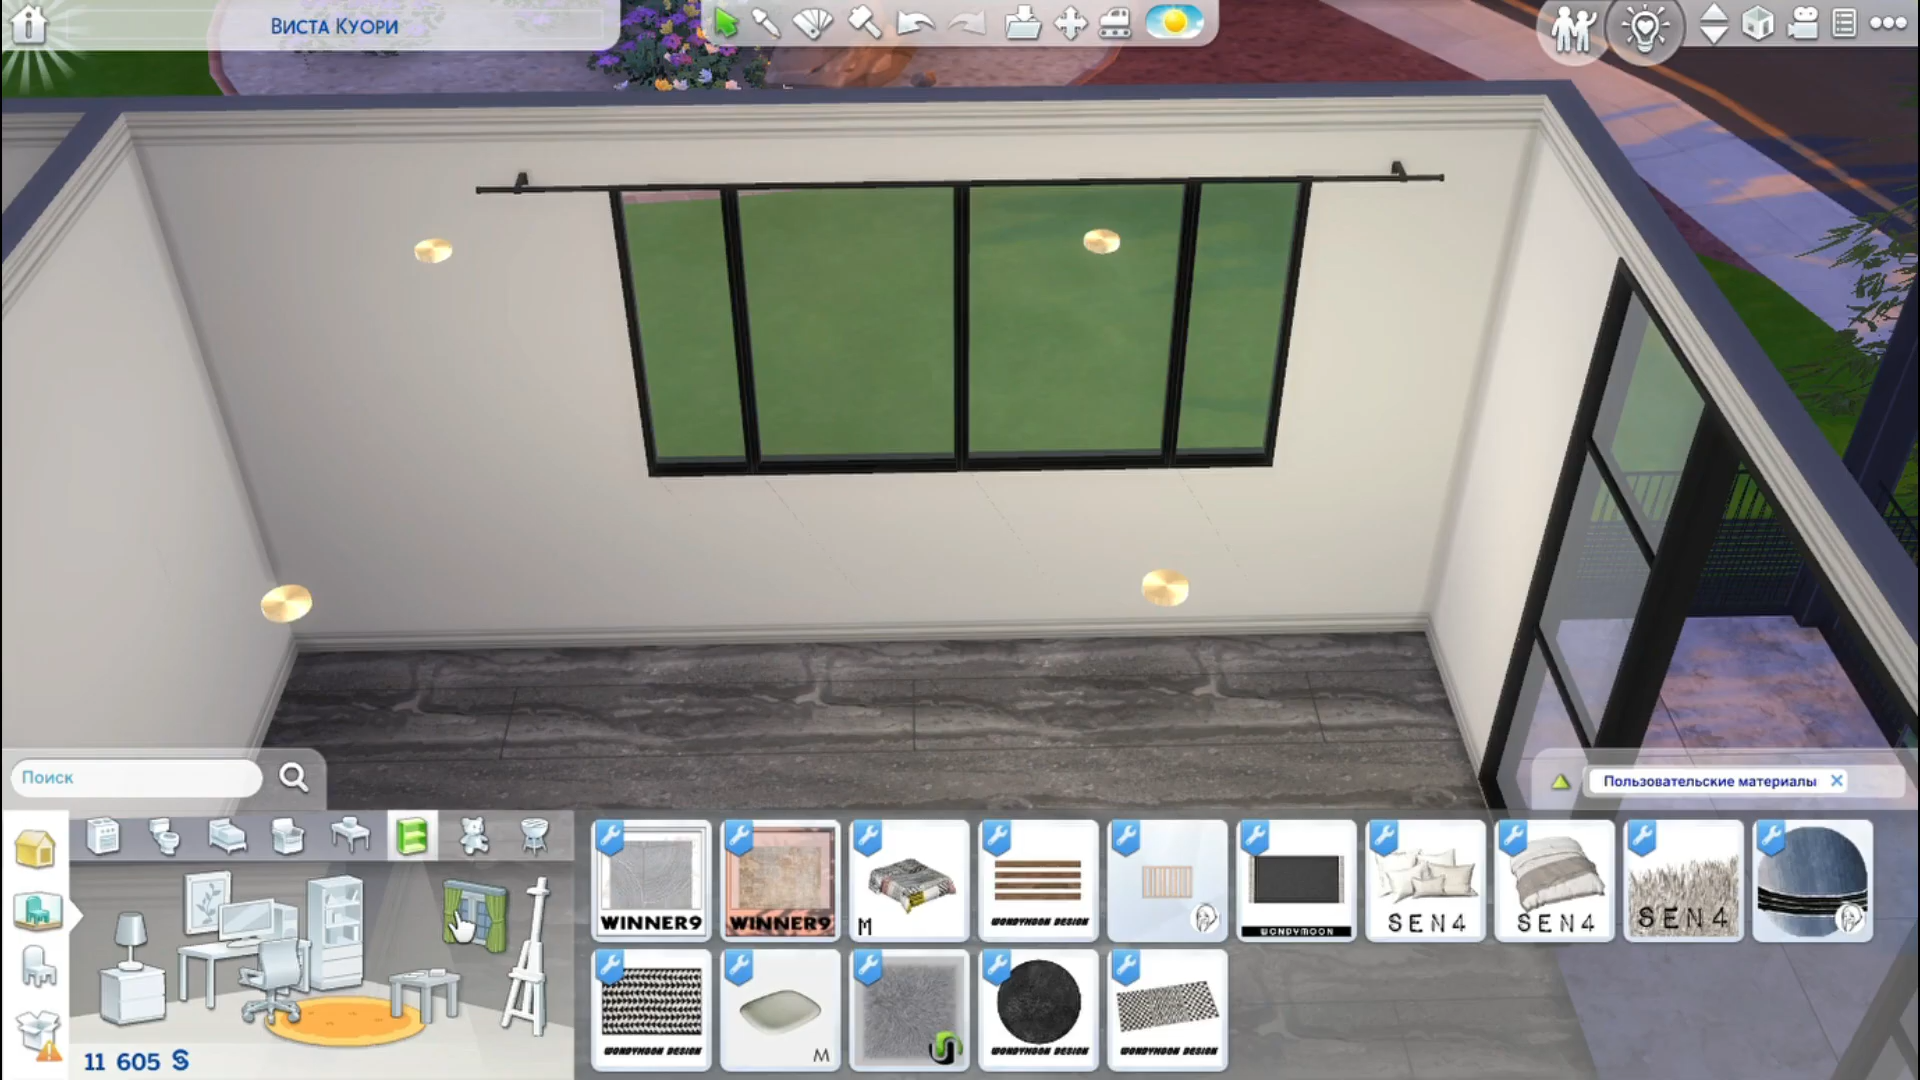 Виста Куори
Поиск
Пользовательские материалы
WINNER9
WINNER9
M
WONDYMOON DESIGN
WONDYMOON
SEN4
SEN4
SEN4
WONDYMOON DESIGN
M
WONDYMOON DESIGN
WONDYMOON DESIGN
11 605